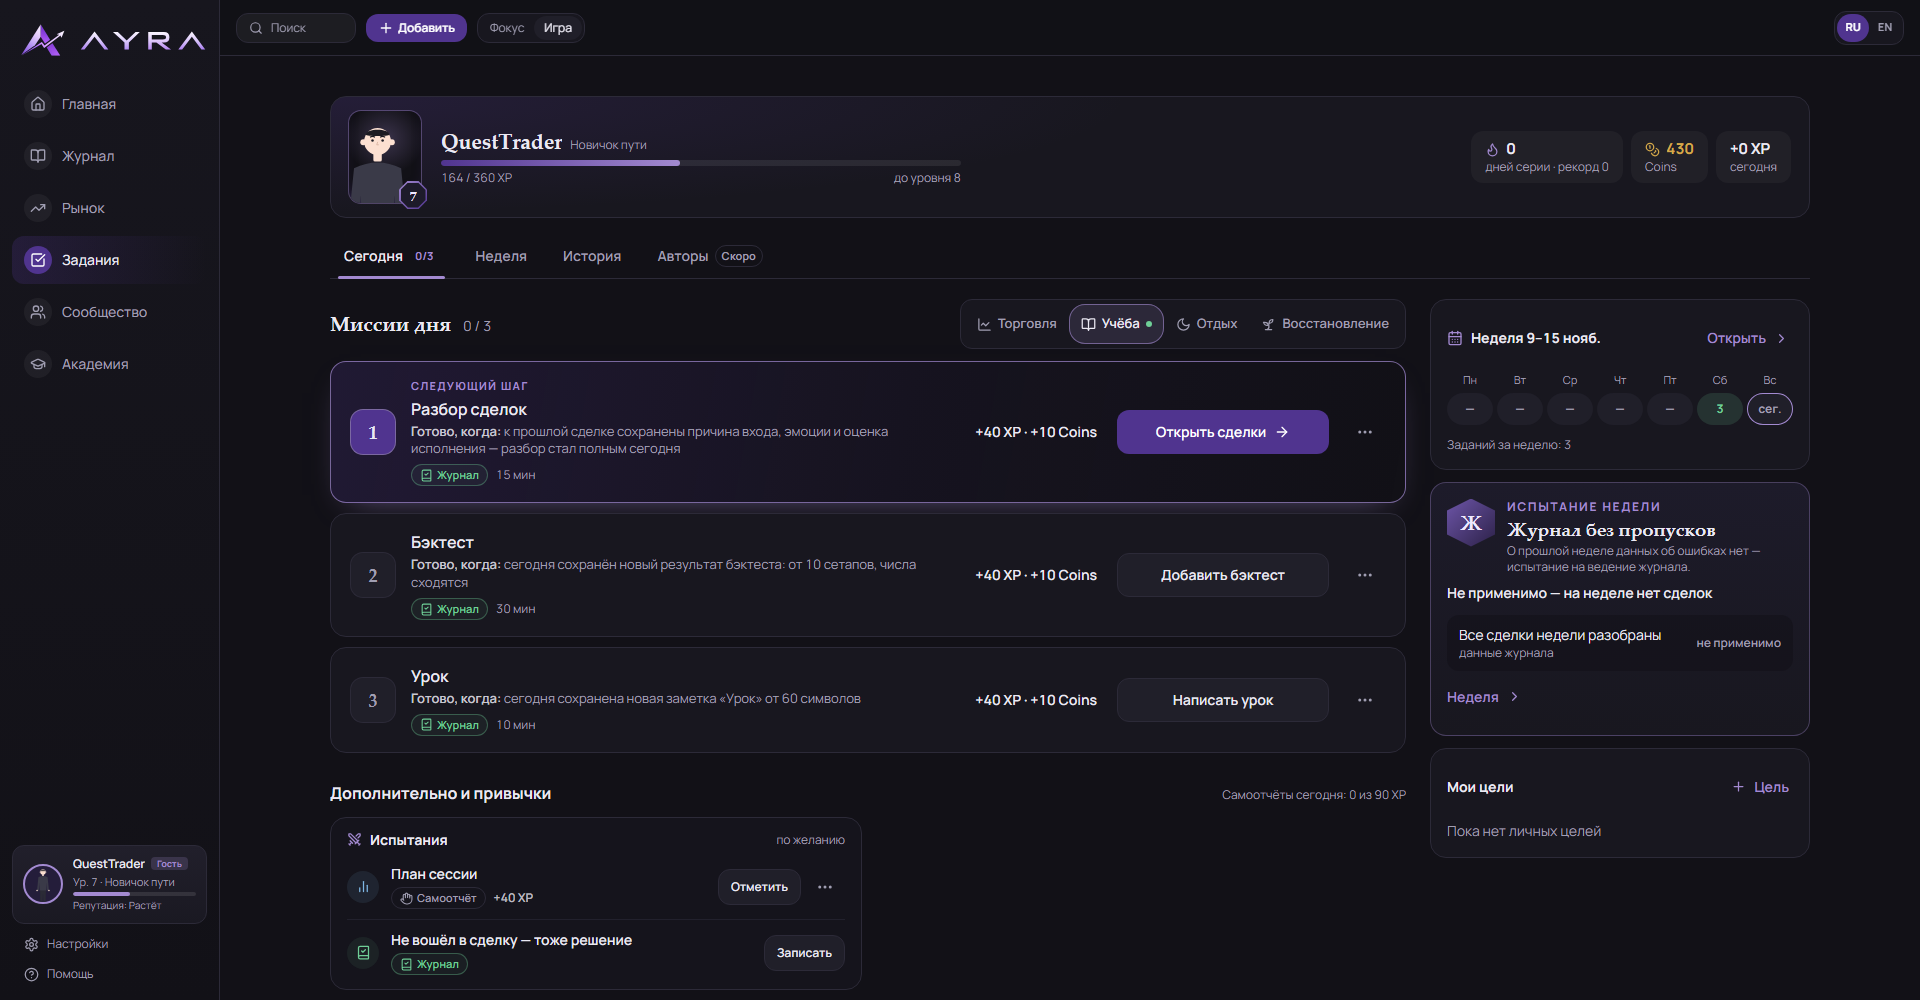 AYRA
Поиск
Добавить
Фокус
Игра
RU
EN
Главная
Журнал
Рынок
Задания
Сообщество
Академия
QuestTrader Новичок пути
164 / 360 XP
до уровня 8
7
0
дней серии · рекорд 0
430
Coins
+0 XP
сегодня
Сегодня 0/3
Неделя
История
Авторы Скоро
Миссии дня 0 / 3
Торговля
Учёба
Отдых
Восстановление
1
СЛЕДУЮЩИЙ ШАГ
Разбор сделок
Готово, когда: к прошлой сделке сохранены причина входа, эмоции и оценка
исполнения — разбор стал полным сегодня
Журнал 15 мин
+40 XP · +10 Coins
Открыть сделки
2
Бэктест
Готово, когда: сегодня сохранён новый результат бэктеста: от 10 сетапов, числа
сходятся
Журнал 30 мин
+40 XP · +10 Coins
Добавить бэктест
3
Урок
Готово, когда: сегодня сохранена новая заметка «Урок» от 60 символов
Журнал 10 мин
+40 XP · +10 Coins
Написать урок
Дополнительно и привычки
Самоотчёты сегодня: 0 из 90 XP
Испытания
по желанию
План сессии
Самоотчёт +40 XP
Отметить
Не вошёл в сделку — тоже решение
Журнал
Записать
Неделя 9–15 нояб.
Открыть
Пн Вт Ср Чт Пт Сб Вс
– – – – – 3 сег.
Заданий за неделю: 3
Ж
ИСПЫТАНИЕ НЕДЕЛИ
Журнал без пропусков
О прошлой неделе данных об ошибках нет —
испытание на ведение журнала.
Не применимо — на неделе нет сделок
Все сделки недели разобраны
данные журнала
не применимо
Неделя
Мои цели
Цель
Пока нет личных целей
QuestTrader Гость
Ур. 7 · Новичок пути
Репутация: Растёт
Настройки
Помощь